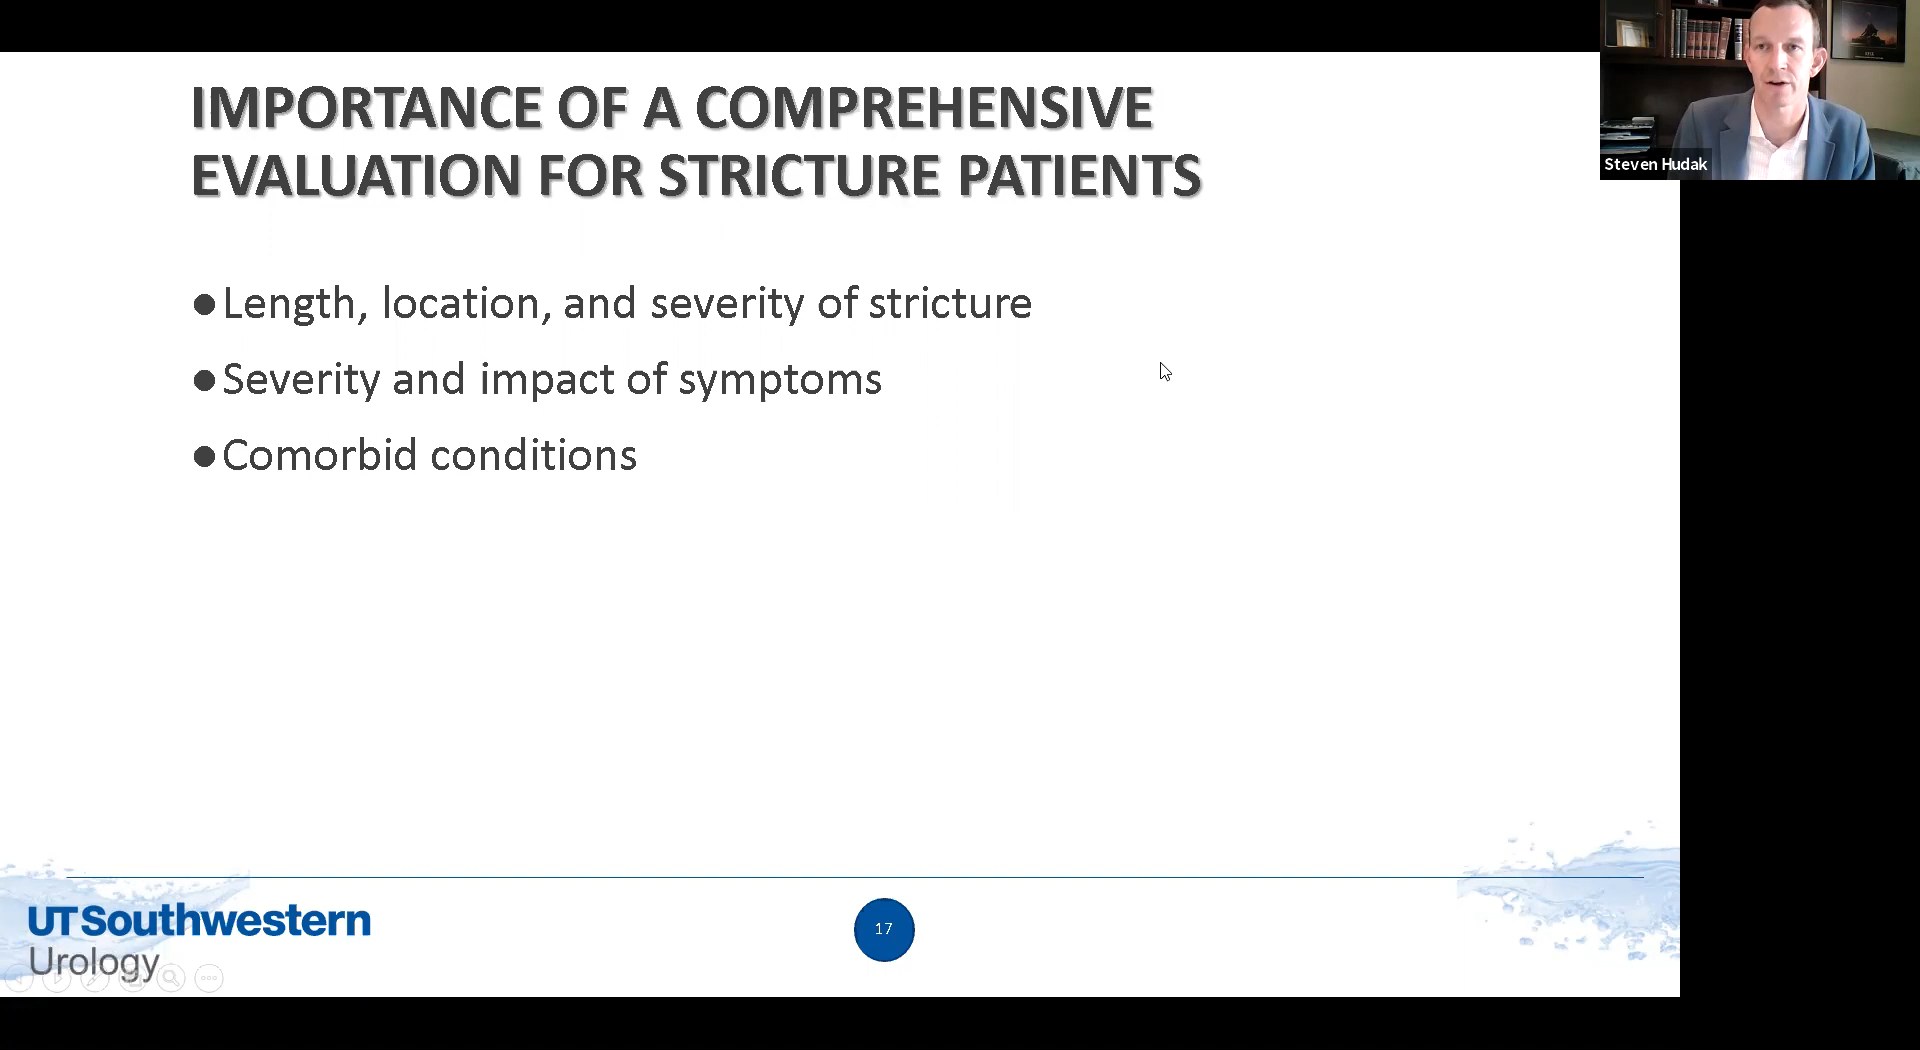 IMPORTANCE OF A COMPREHENSIVE
EVALUATION FOR STRICTURE PATIENTS
●Length, location, and severity of stricture
●Severity and impact of symptoms
●Comorbid conditions
Steven Hudak
UTSouthwestern
Urology
17